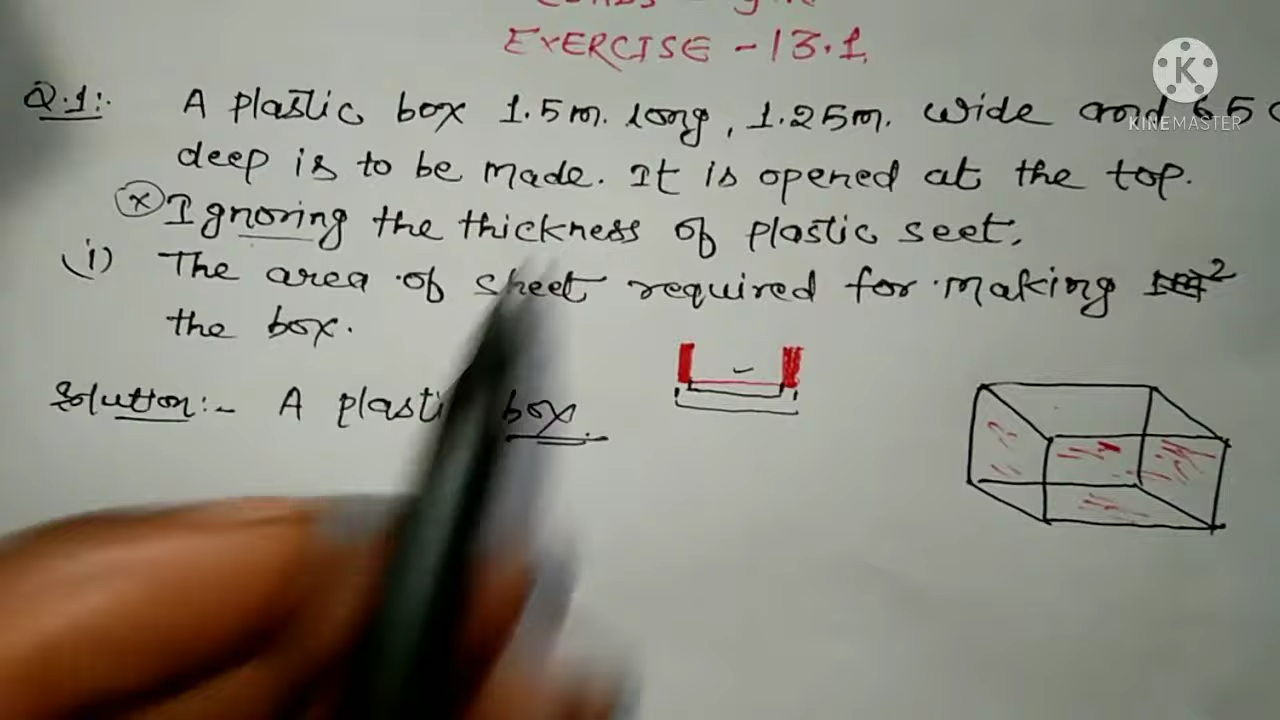 EXERCISE - 13.1
K
KINEMASTER
Q.1:. A plastic box 1.5m. long, 1.25m. wide and 65 c
deep is to be made. It is opened at the top.
(x) Ignoring the thickness of plastic seet.
(i) The area of sheet required for making
the box.
Solution:- A plasti box.